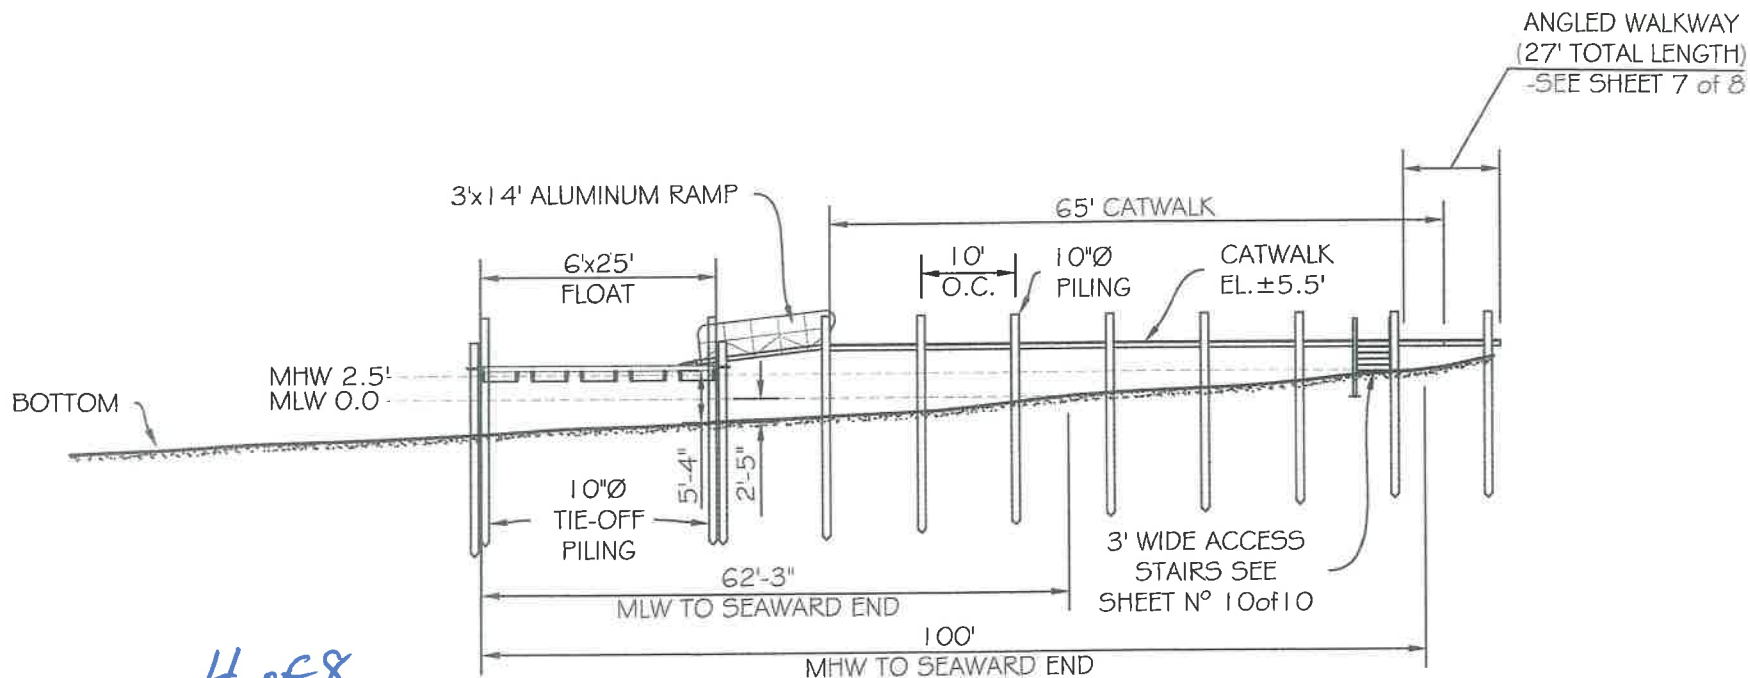 ANGLED WALKWAY
(27' TOTAL LENGTH)
-SEE SHEET 7 of 8
3'x14' ALUMINUM RAMP
65' CATWALK
6'x25'
FLOAT
10'
O.C.
10"Ø
PILING
CATWALK
EL.±5.5'
MHW 2.5'
MLW 0.0
BOTTOM
5'-4"
2'-5"
10"Ø
TIE-OFF
PILING
3' WIDE ACCESS
STAIRS SEE
SHEET Nº 10of10
62'-3"
MLW TO SEAWARD END
100'
MHW TO SEAWARD END
4 of 8